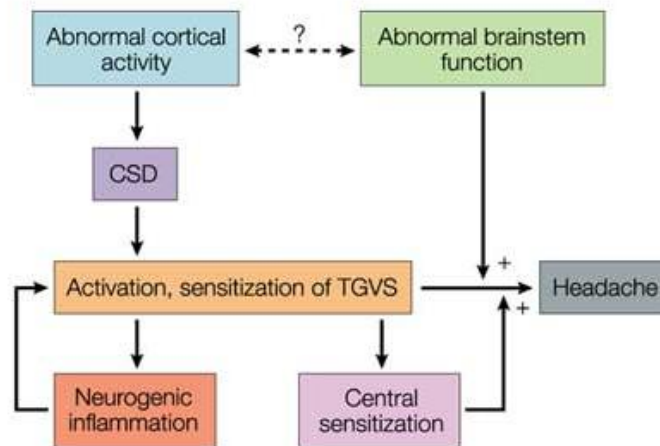 Abnormal cortical
activity
?
Abnormal brainstem
function
CSD
Activation, sensitization of TGVS
+
+
Headache
Neurogenic
inflammation
Central
sensitization